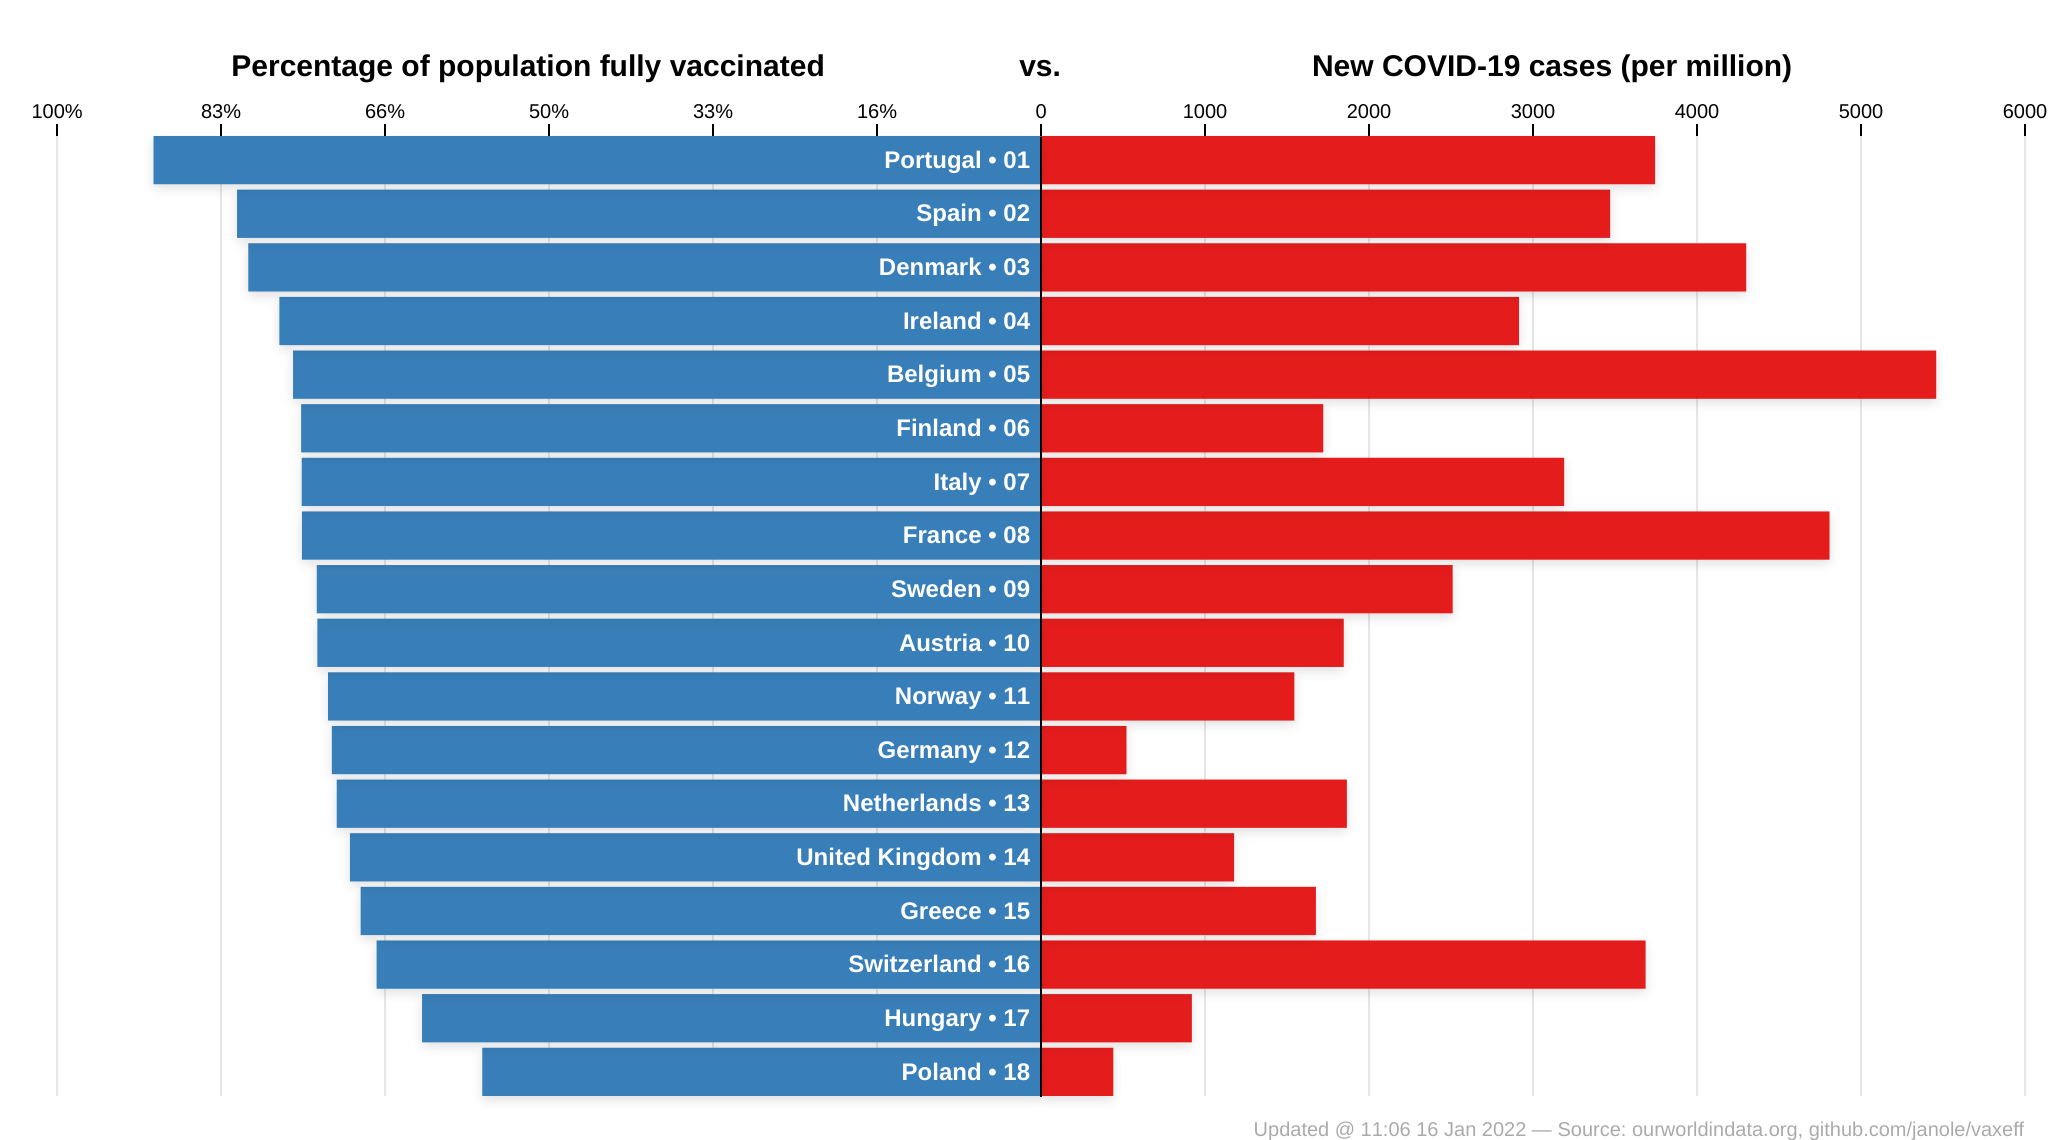 Percentage of population fully vaccinated vs. New COVID-19 cases (per million)
100% 83% 66% 50% 33% 16% 0 1000 2000 3000 4000 5000 6000
Portugal • 01
Spain • 02
Denmark • 03
Ireland • 04
Belgium • 05
Finland • 06
Italy • 07
France • 08
Sweden • 09
Austria • 10
Norway • 11
Germany • 12
Netherlands • 13
United Kingdom • 14
Greece • 15
Switzerland • 16
Hungary • 17
Poland • 18
Updated @ 11:06 16 Jan 2022 — Source: ourworldindata.org, github.com/janole/vaxeff